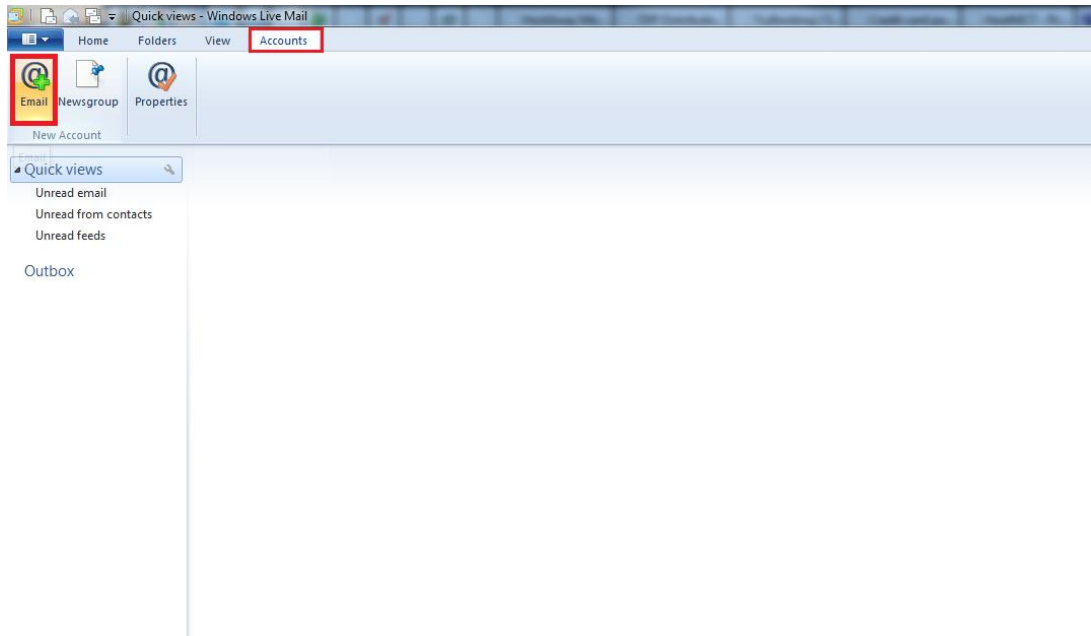 Quick views - Windows Live Mail
Home Folders View Accounts
Email Newsgroup Properties
New Account
Email
Quick views
Unread email
Unread from contacts
Unread feeds
Outbox